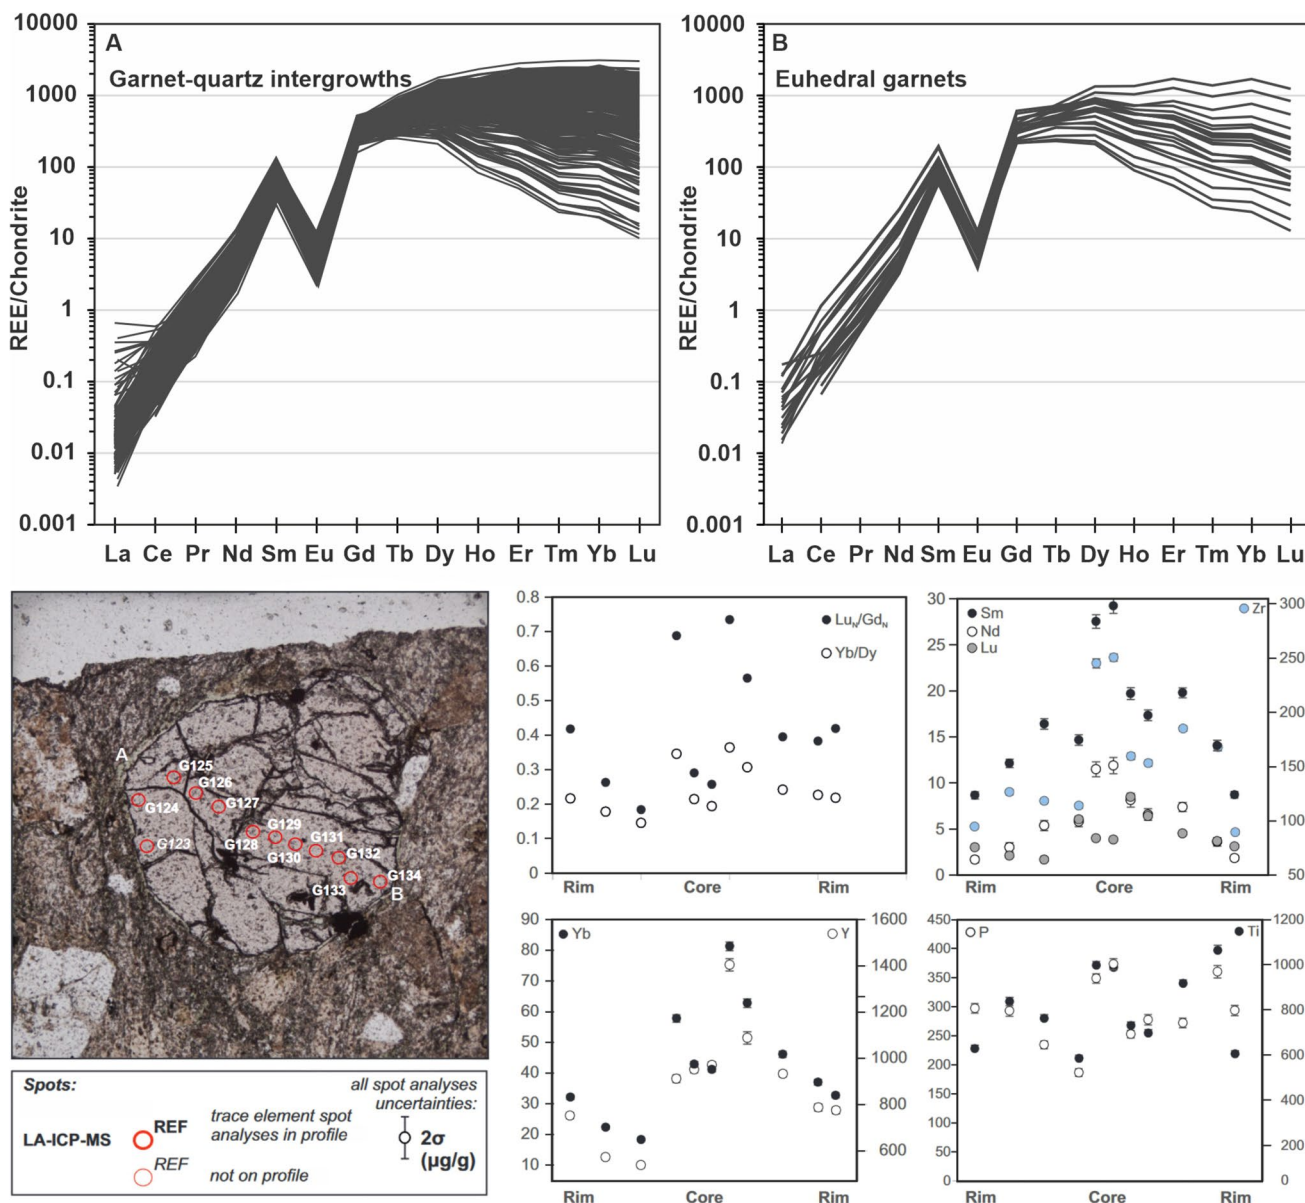 A
Garnet-quartz intergrowths
REE/Chondrite
10000
1000
100
10
1
0.1
0.01
0.001
La Ce Pr Nd Sm Eu Gd Tb Dy Ho Er Tm Yb Lu
B
Euhedral garnets
REE/Chondrite
10000
1000
100
10
1
0.1
0.01
0.001
La Ce Pr Nd Sm Eu Gd Tb Dy Ho Er Tm Yb Lu
A
G125
G126
G124
G127
G123
G129
G128
G131
G130
G132
G134
G133
B
Spots:
all spot analyses
uncertainties:
LA-ICP-MS
REF
trace element spot
analyses in profile
2σ
(µg/g)
REF
not on profile
0.8
0.7
0.6
0.5
0.4
0.3
0.2
0.1
0
LuN/GdN
Yb/Dy
Rim Core Rim
30
25
20
15
10
5
0
Sm
Nd
Lu
Zr
300
250
200
150
100
50
Rim Core Rim
90
80
70
60
50
40
30
20
10
Yb
Y
1600
1400
1200
1000
800
600
Rim Core Rim
450
400
350
300
250
200
150
100
50
0
P
Ti
1200
1000
800
600
400
200
0
Rim Core Rim